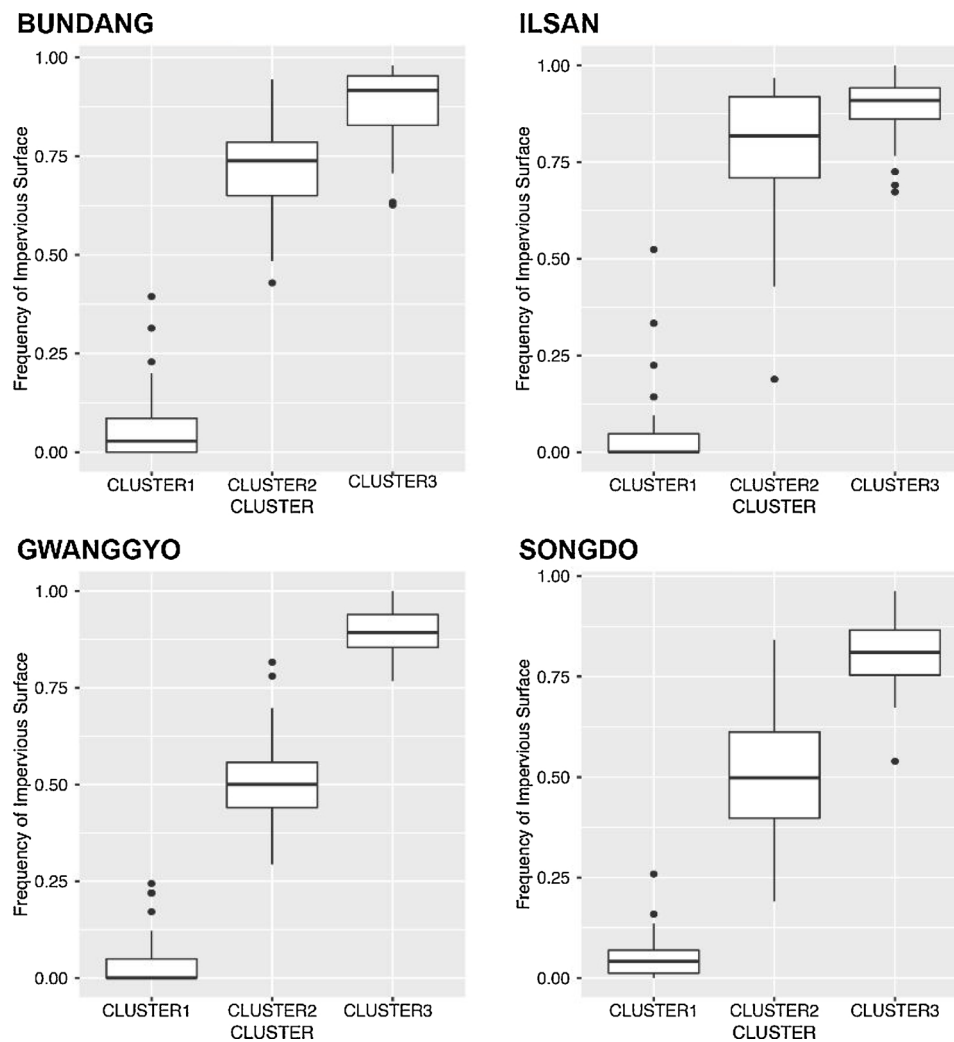 BUNDANG
Frequency of Impervious Surface
1.00
0.75
0.50
0.25
0.00
CLUSTER1 CLUSTER2 CLUSTER3
CLUSTER
ILSAN
Frequency of Impervious Surface
1.00
0.75
0.50
0.25
0.00
CLUSTER1 CLUSTER2 CLUSTER3
CLUSTER
GWANGGYO
Frequency of Impervious Surface
1.00
0.75
0.50
0.25
0.00
CLUSTER1 CLUSTER2 CLUSTER3
CLUSTER
SONGDO
Frequency of Impervious Surface
1.00
0.75
0.50
0.25
0.00
CLUSTER1 CLUSTER2 CLUSTER3
CLUSTER